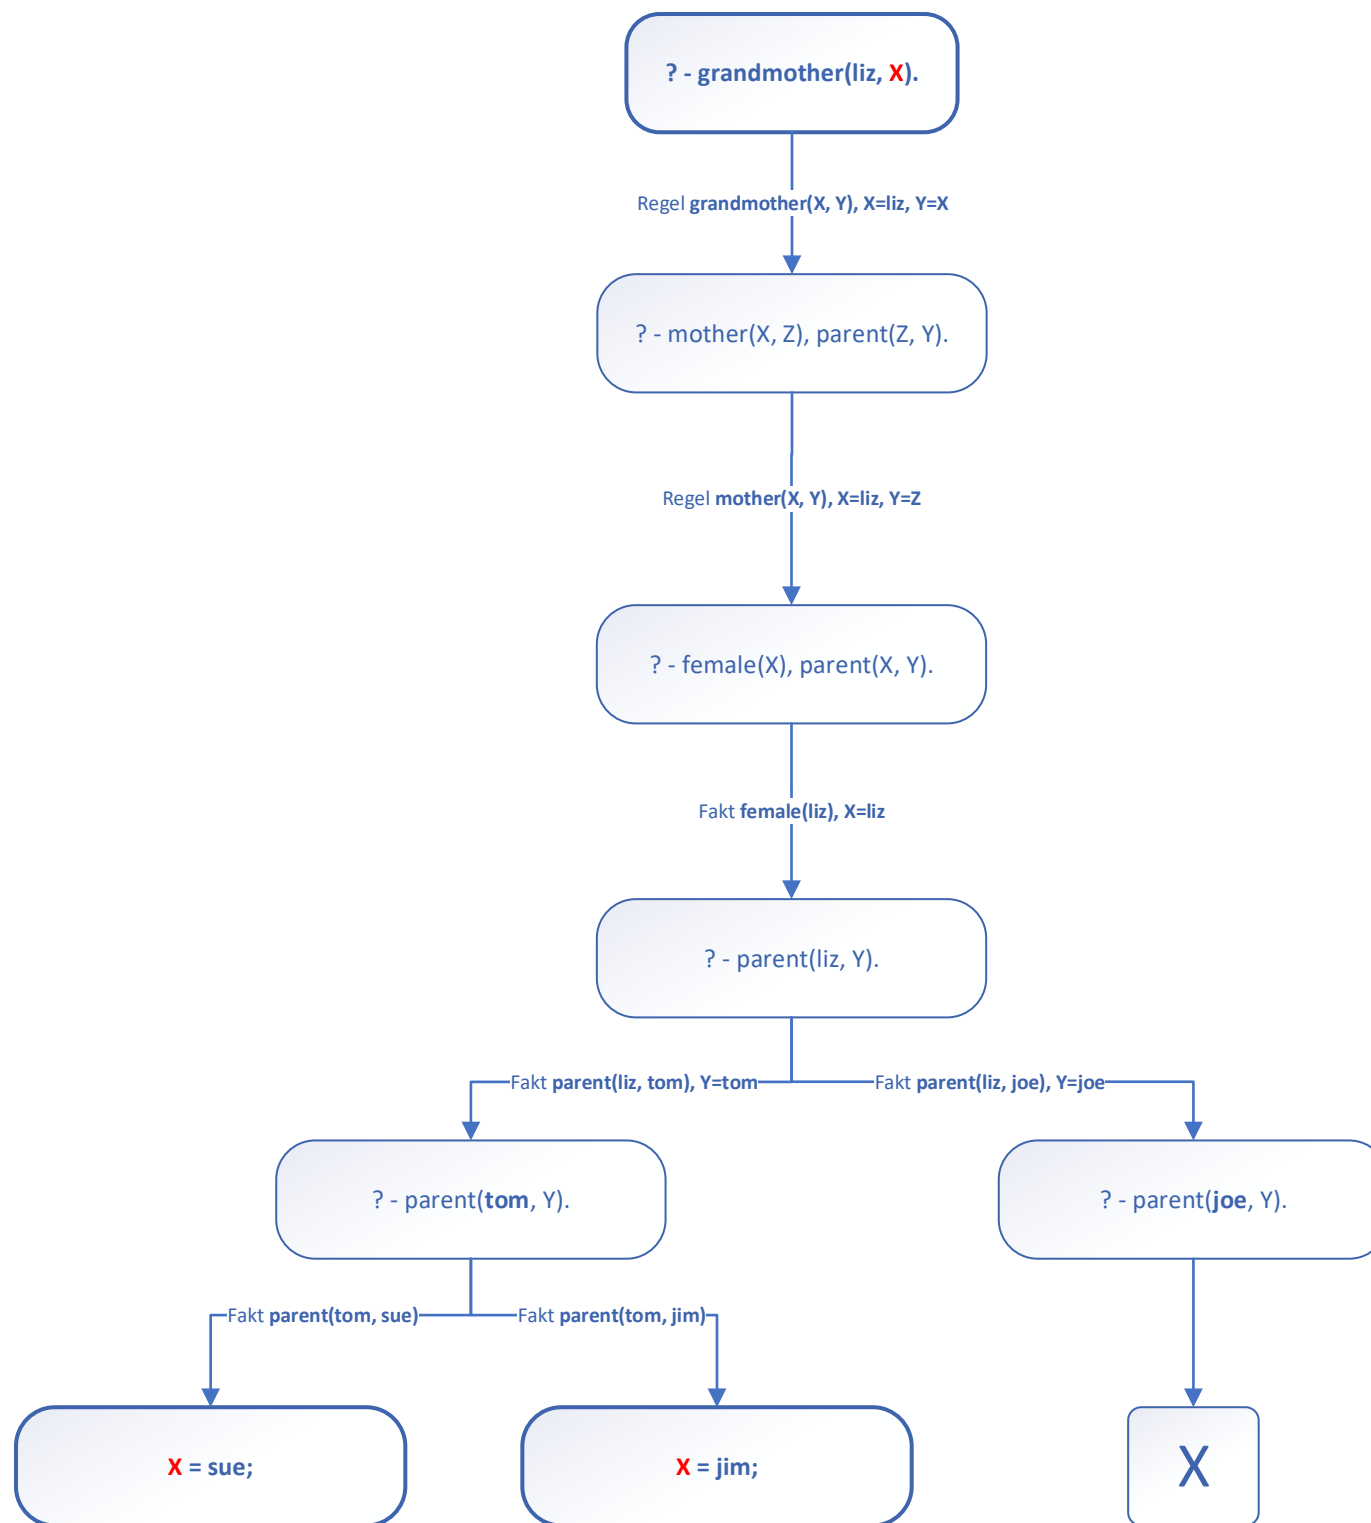 ? - grandmother(liz, X).
Regel grandmother(X, Y), X=liz, Y=X
? - mother(X, Z), parent(Z, Y).
Regel mother(X, Y), X=liz, Y=Z
? - female(X), parent(X, Y).
Fakt female(liz), X=liz
? - parent(liz, Y).
Fakt parent(liz, tom), Y=tom
Fakt parent(liz, joe), Y=joe
? - parent(tom, Y).
? - parent(joe, Y).
Fakt parent(tom, sue)
Fakt parent(tom, jim)
X = sue;
X = jim;
X